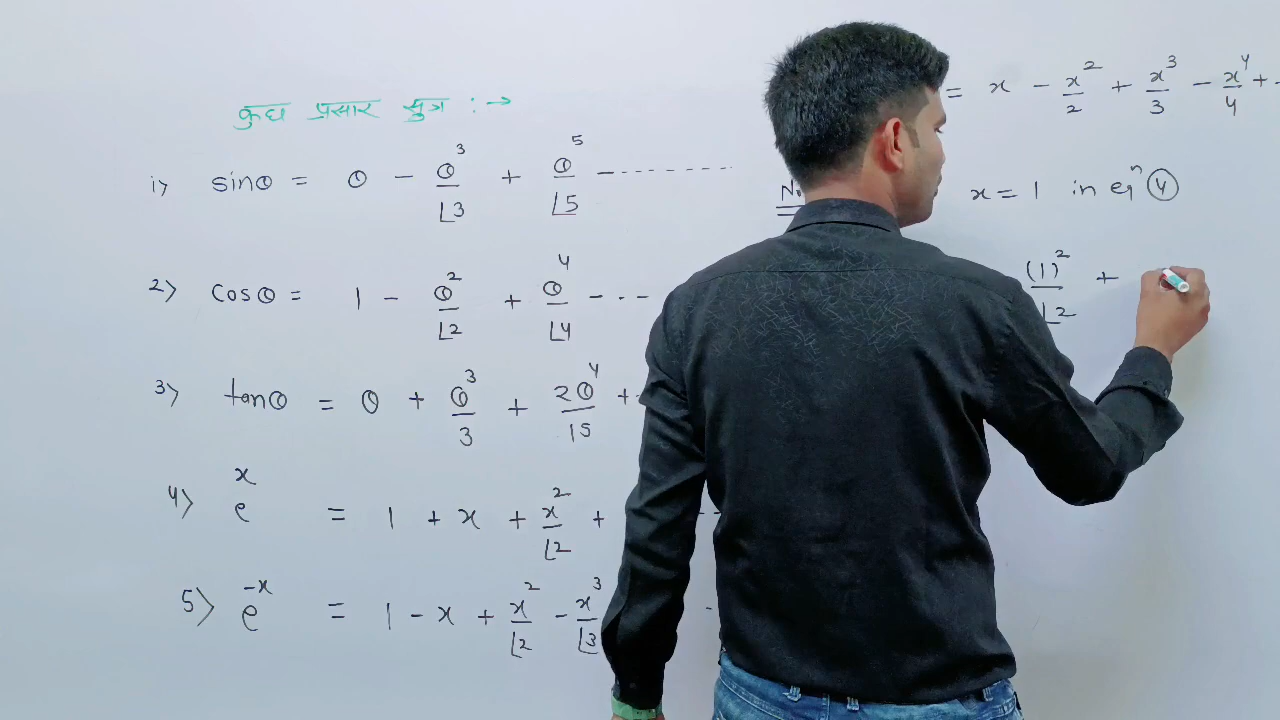 कुछ प्रसार सुत्र :→
1) sinθ = θ - θ³/⌊3 + θ⁵/⌊5 - ..........
2) cosθ = 1 - θ²/⌊2 + θ⁴/⌊4 - - - -
3) tanθ = θ + θ³/3 + 2θ⁴/15 + -
4) eˣ = 1 + x + x²/⌊2 +
5) e⁻ˣ = 1 - x + x²/⌊2 - x³/⌊3
= x - x²/2 + x³/3 - x⁴/4 + -
x = 1 in eqⁿ ④
(1)²/⌊2 +